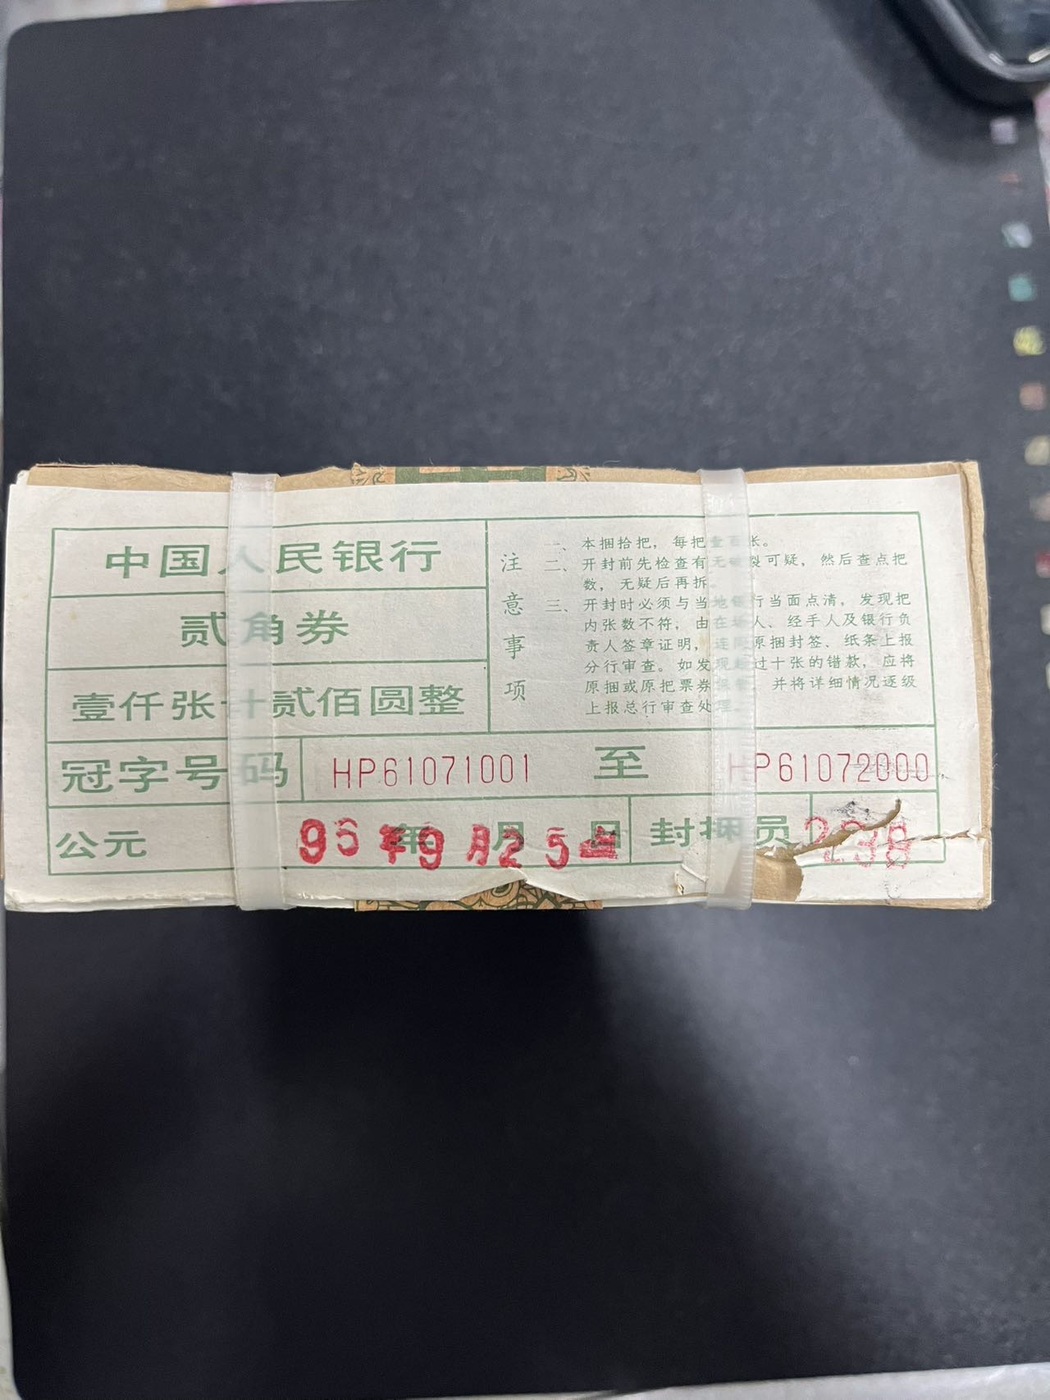 中国人民银行
贰角券
壹仟张计贰佰圆整
注意事项
一、本捆拾把，每把壹百张。
二、开封前先检查有无破裂可疑，然后查点把
数，无疑后再拆。
三、开封时必须与当地银行当面点清，发现把
内张数不符，由在场人、经手人及银行负
责人签章证明，连同原捆封签、纸条上报
分行审查。如发现超过十张的错款，应将
原捆或原把票券保管，并将详细情况逐级
上报总行审查处理。
冠字号码 HP61071001 至 HP61072000
公元 年 月 日 封捆员
95年9月25